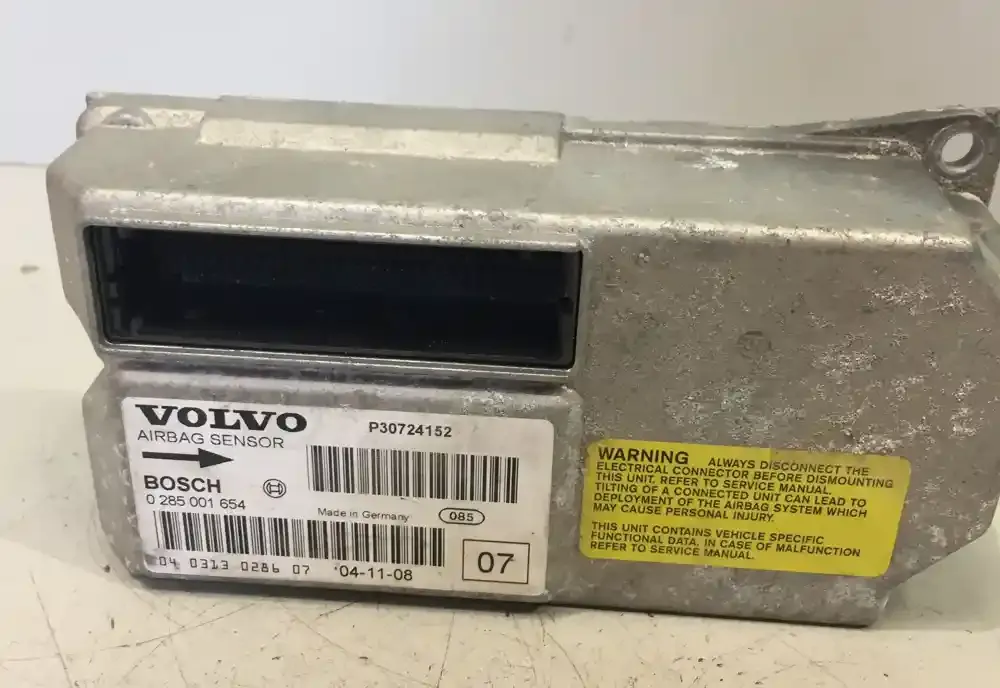 VOLVO
AIRBAG SENSOR
P30724152
BOSCH
0 285 001 654
Made in Germany
085
04 0313 0286 07 '04-11-08
07
WARNING ALWAYS DISCONNECT THE
ELECTRICAL CONNECTOR BEFORE DISMOUNTING
THIS UNIT. REFER TO SERVICE MANUAL.
TILTING OF A CONNECTED UNIT CAN LEAD TO
DEPLOYMENT OF THE AIRBAG SYSTEM WHICH
MAY CAUSE PERSONAL INJURY.
THIS UNIT CONTAINS VEHICLE SPECIFIC
FUNCTIONAL DATA. IN CASE OF MALFUNCTION
REFER TO SERVICE MANUAL.